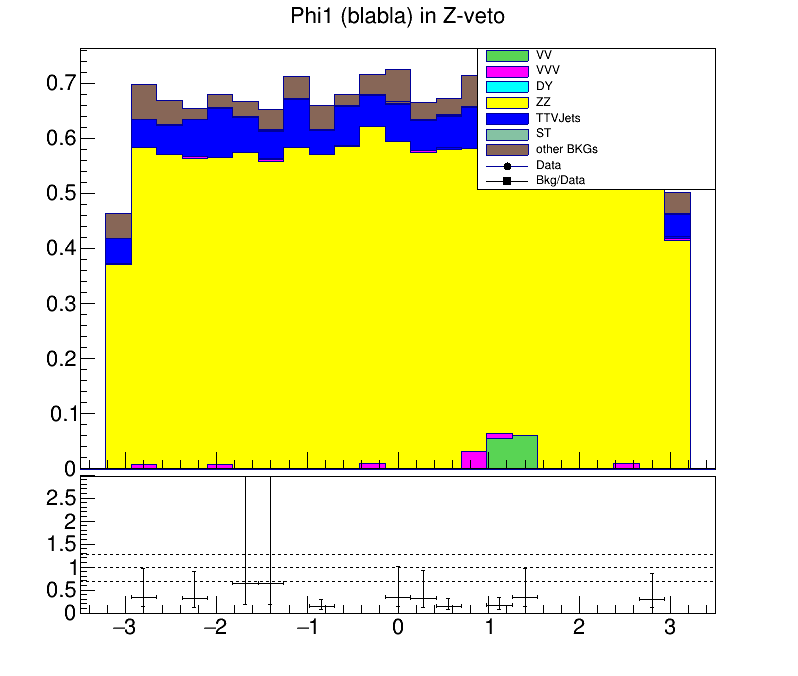 Phi1 (blabla) in Z-veto
0.7
0.6
0.5
0.4
0.3
0.2
0.1
0
VV
VVV
DY
ZZ
TTVJets
ST
other BKGs
Data
Bkg/Data
2.5
2
1.5
1
0.5
0
−3 −2 −1 0 1 2 3